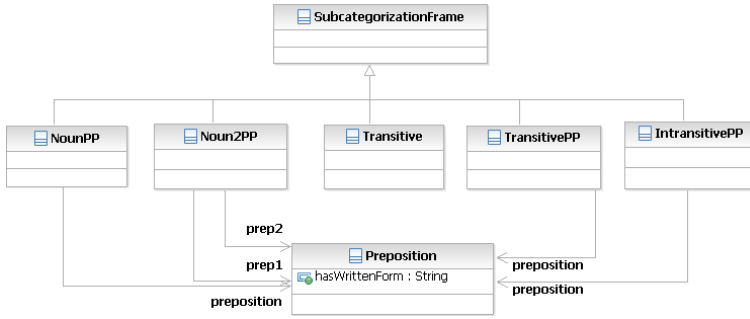 SubcategorizationFrame
NounPP
Noun2PP
Transitive
TransitivePP
IntransitivePP
prep2
prep1
preposition
Preposition
hasWrittenForm : String
preposition
preposition